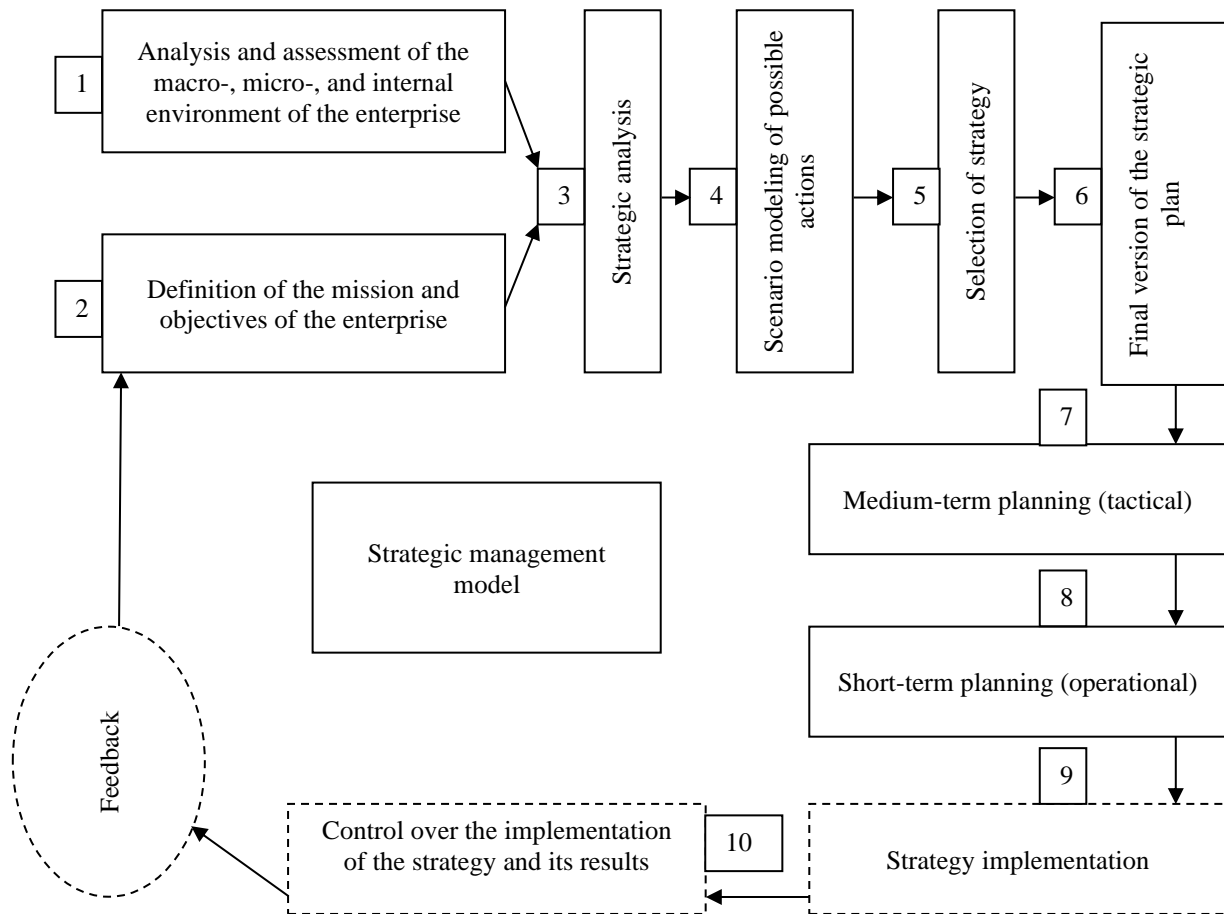 1
Analysis and assessment of the
macro-, micro-, and internal
environment of the enterprise
2
Definition of the mission and
objectives of the enterprise
3
Strategic analysis
4
Scenario modeling of possible
actions
5
Selection of strategy
6
Final version of the strategic
plan
7
Medium-term planning (tactical)
8
Short-term planning (operational)
9
Strategy implementation
10
Control over the implementation
of the strategy and its results
Feedback
Strategic management
model